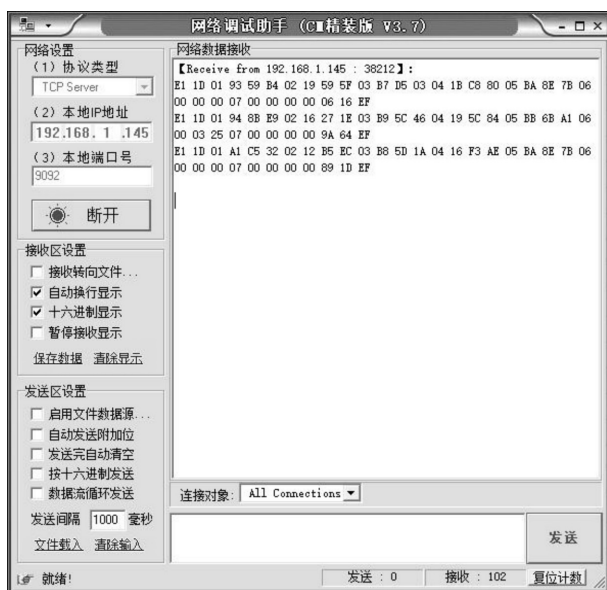 网络调试助手 (CⅢ精装版 V3.7)
网络设置
(1) 协议类型
TCP Server
(2) 本地IP地址
192.168. 1 .145
(3) 本地端口号
9092
断开
接收区设置
接收转向文件...
自动换行显示
十六进制显示
暂停接收显示
保存数据 清除显示
发送区设置
启用文件数据源...
自动发送附加位
发送完自动清空
按十六进制发送
数据流循环发送
发送间隔 1000 毫秒
文件载入 清除输入
网络数据接收
【Receive from 192.168.1.145 : 38212】:
E1 1D 01 93 59 B4 02 19 59 5F 03 B7 D5 03 04 1B C8 80 05 BA 8E 7B 06
00 00 00 07 00 00 00 00 06 16 EF
E1 1D 01 94 8B E9 02 16 27 1E 03 B9 5C 46 04 19 5C 84 05 BB 6B A1 06
00 03 25 07 00 00 00 00 9A 64 EF
E1 1D 01 A1 C5 32 02 12 B5 EC 03 B8 5D 1A 04 16 F3 AE 05 BA 8E 7B 06
00 00 00 07 00 00 00 00 89 1D EF
连接对象: All Connections
发送
就绪! 发送 : 0 接收 : 102 复位计数